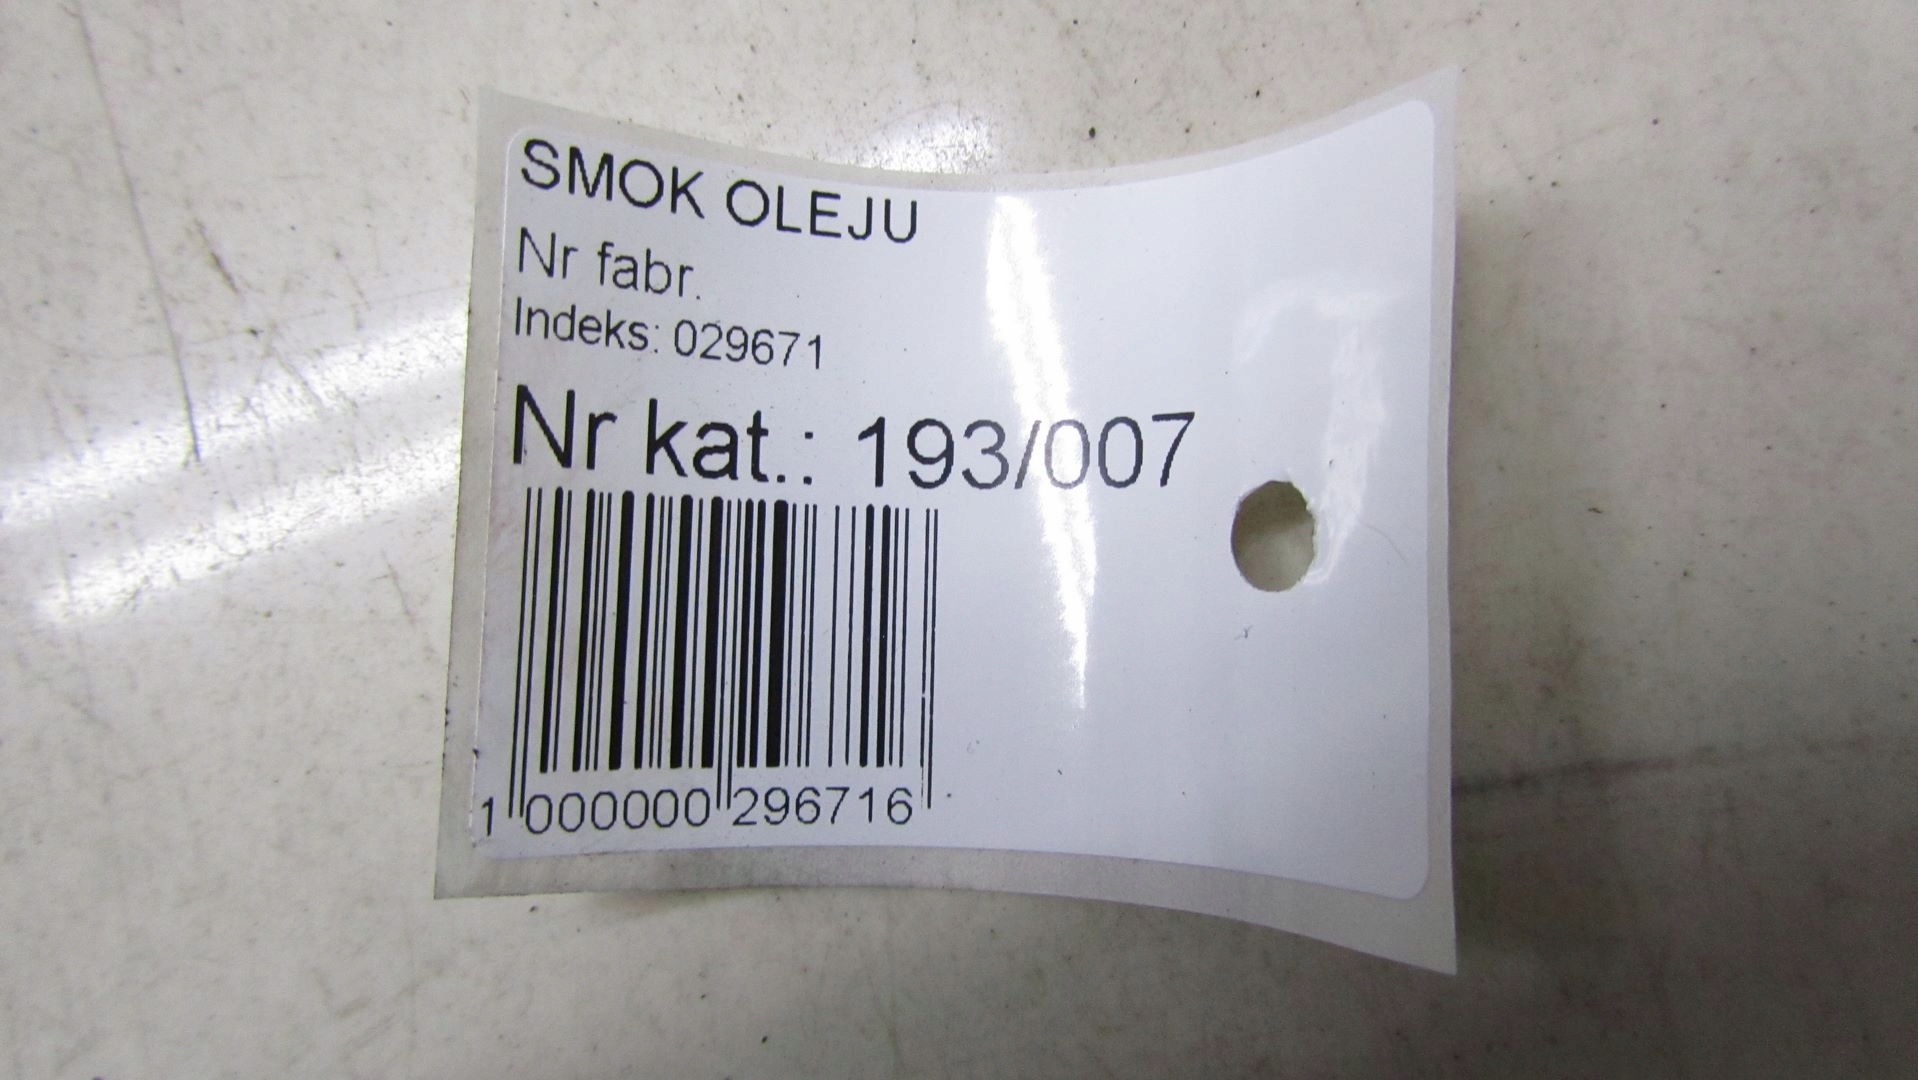 SMOK OLEJU
Nr fabr.
Indeks: 029671
Nr kat.: 193/007
1 000000 296716